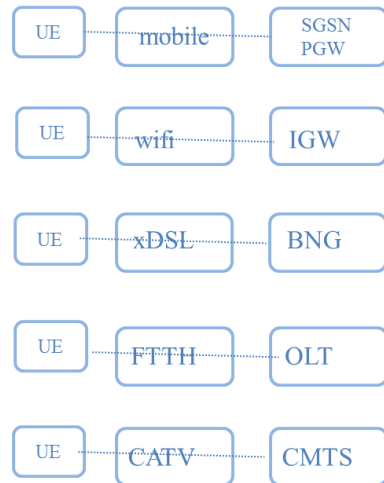 UE
mobile
SGSN
PGW
UE
wifi
IGW
UE
xDSL
BNG
UE
FTTH
OLT
UE
CATV
CMTS